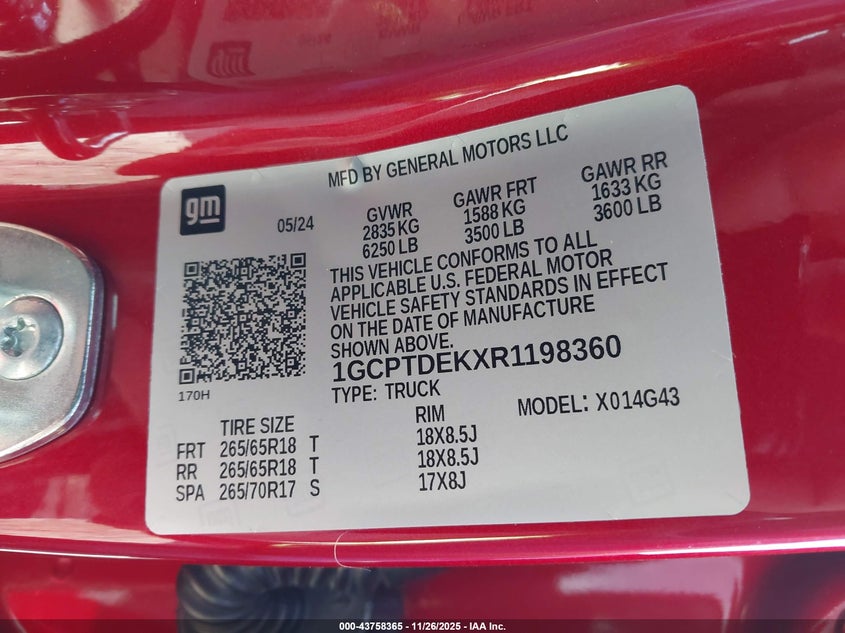 MFD BY GENERAL MOTORS LLC
gm
05/24
GVWR GAWR FRT GAWR RR
2835 KG 1588 KG 1633 KG
6250 LB 3500 LB 3600 LB
THIS VEHICLE CONFORMS TO ALL
APPLICABLE U.S. FEDERAL MOTOR
VEHICLE SAFETY STANDARDS IN EFFECT
ON THE DATE OF MANUFACTURE
SHOWN ABOVE.
1GCPTDEKXR1198360
170H
TYPE: TRUCK
MODEL: X014G43
TIRE SIZE RIM
FRT 265/65R18 T 18X8.5J
RR 265/65R18 T 18X8.5J
SPA 265/70R17 S 17X8J
000-43758365 - 11/26/2025 - IAA Inc.